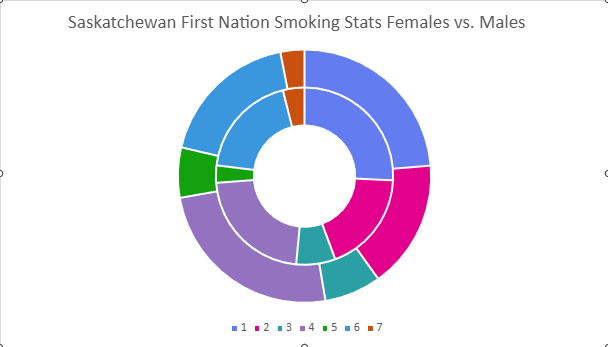 Saskatchewan First Nation Smoking Stats Females vs. Males
1 2 3 4 5 6 7